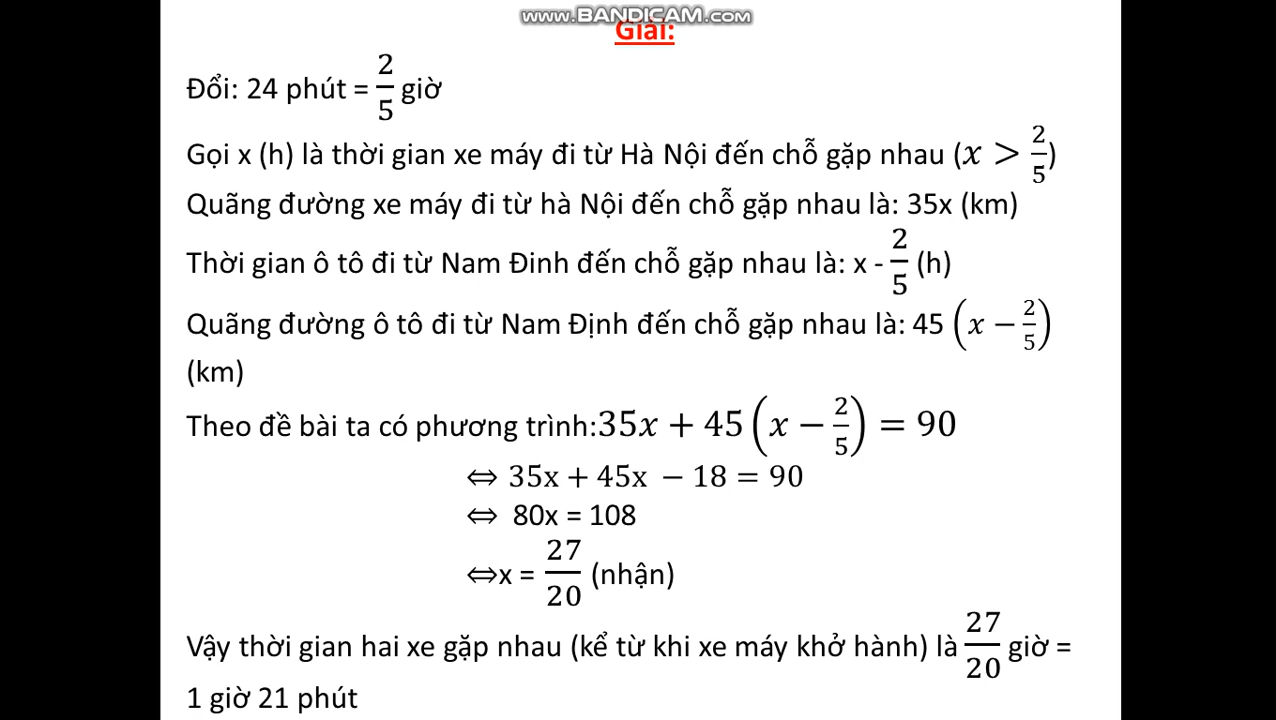 www.BANDICAM.com
Giải:
Đổi: 24 phút = 2/5 giờ
Gọi x (h) là thời gian xe máy đi từ Hà Nội đến chỗ gặp nhau (x > 2/5)
Quãng đường xe máy đi từ hà Nội đến chỗ gặp nhau là: 35x (km)
Thời gian ô tô đi từ Nam Đinh đến chỗ gặp nhau là: x - 2/5 (h)
Quãng đường ô tô đi từ Nam Định đến chỗ gặp nhau là: 45 (x − 2/5)
(km)
Theo đề bài ta có phương trình:35x + 45 (x − 2/5) = 90
⇔ 35x + 45x − 18 = 90
⇔ 80x = 108
⇔x = 27/20 (nhận)
Vậy thời gian hai xe gặp nhau (kể từ khi xe máy khở hành) là 27/20 giờ =
1 giờ 21 phút